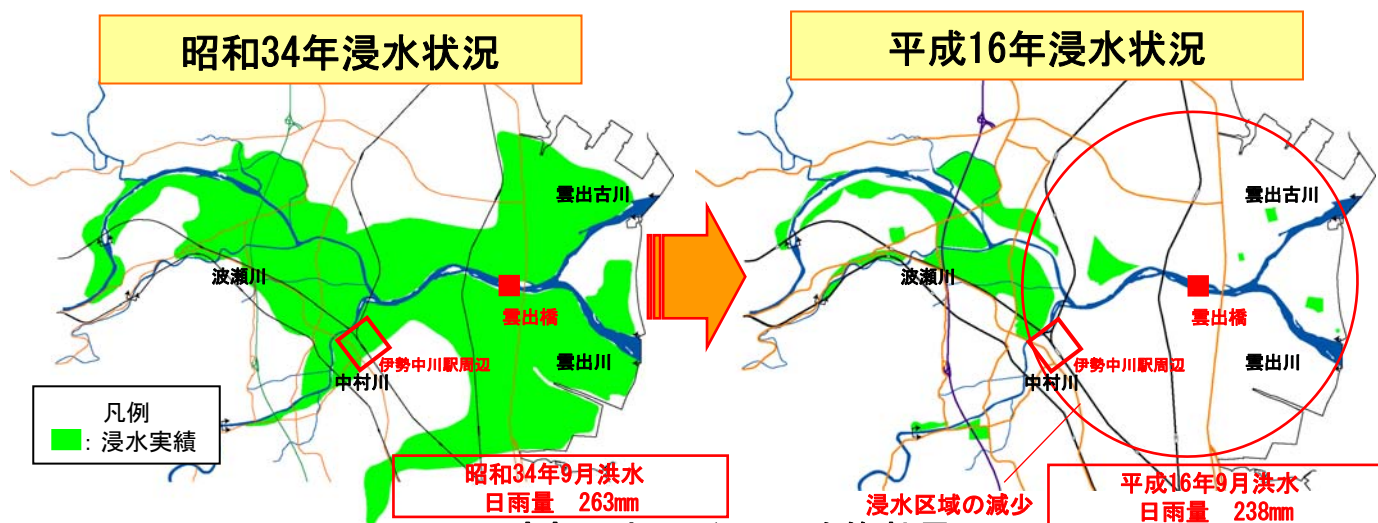 昭和34年浸水状況
平成16年浸水状況
雲出古川
波瀬川
雲出橋
伊勢中川駅周辺
雲出川
中村川
凡例
：浸水実績
昭和34年9月洪水
日雨量　263mm
雲出古川
波瀬川
雲出橋
伊勢中川駅周辺
雲出川
中村川
浸水区域の減少
平成16年9月洪水
日雨量　238mm